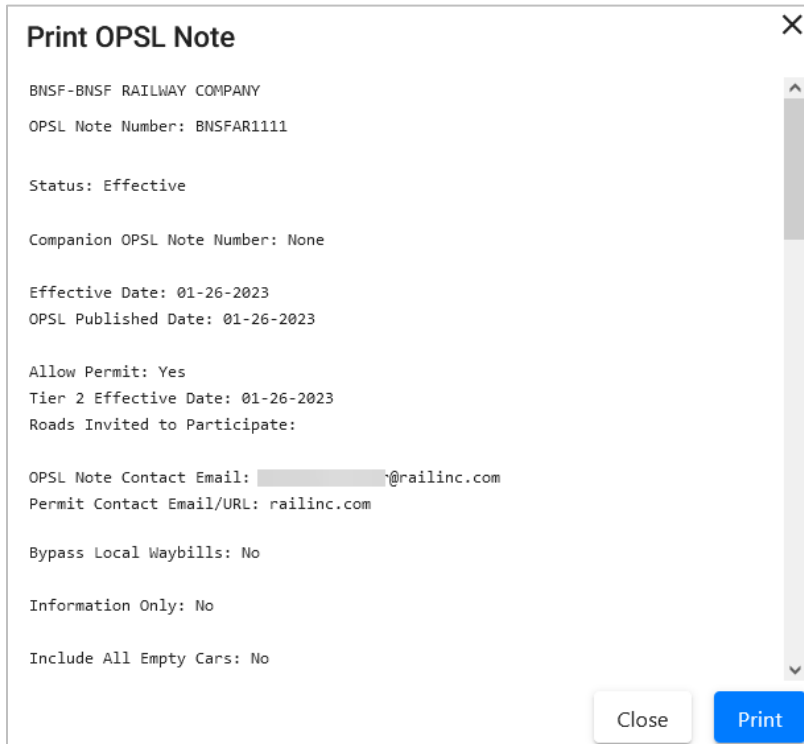 Print OPSL Note
BNSF-BNSF RAILWAY COMPANY
OPSL Note Number: BNSFAR1111
Status: Effective
Companion OPSL Note Number: None
Effective Date: 01-26-2023
OPSL Published Date: 01-26-2023
Allow Permit: Yes
Tier 2 Effective Date: 01-26-2023
Roads Invited to Participate:
OPSL Note Contact Email: @railinc.com
Permit Contact Email/URL: railinc.com
Bypass Local Waybills: No
Information Only: No
Include All Empty Cars: No
Close Print